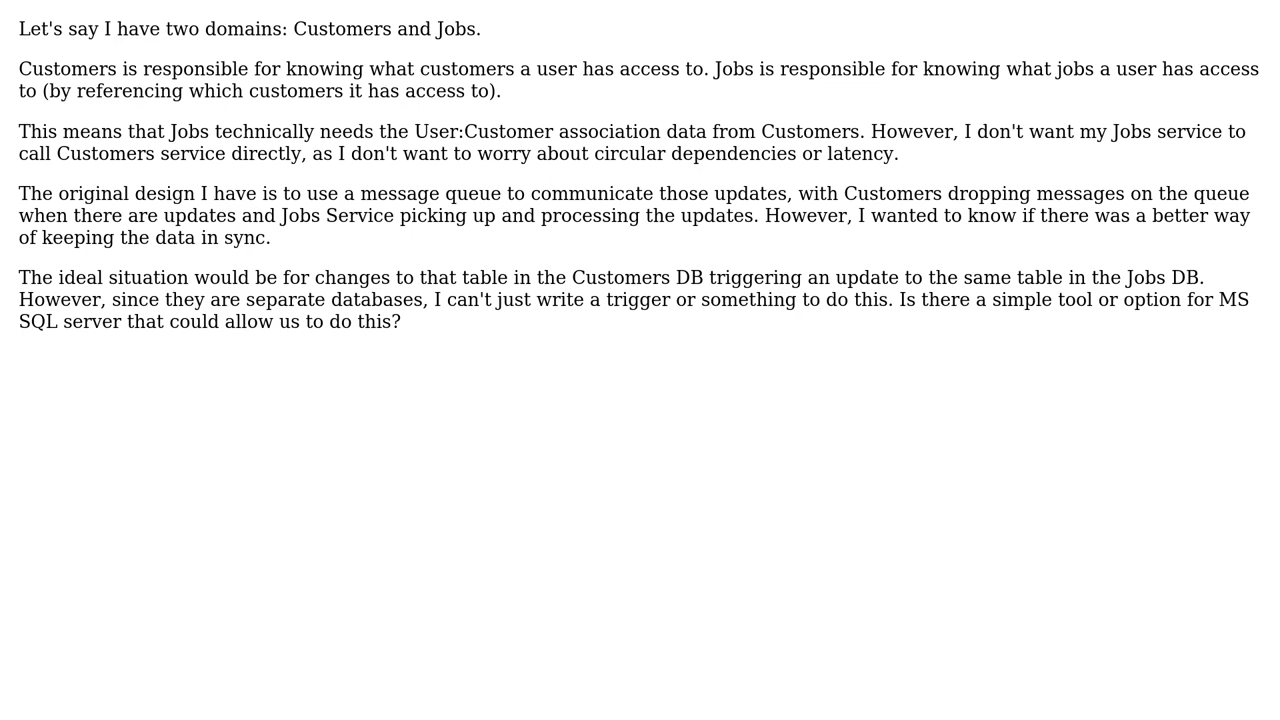 Let's say I have two domains: Customers and Jobs.
Customers is responsible for knowing what customers a user has access to. Jobs is responsible for knowing what jobs a user has access
to (by referencing which customers it has access to).
This means that Jobs technically needs the User:Customer association data from Customers. However, I don't want my Jobs service to
call Customers service directly, as I don't want to worry about circular dependencies or latency.
The original design I have is to use a message queue to communicate those updates, with Customers dropping messages on the queue
when there are updates and Jobs Service picking up and processing the updates. However, I wanted to know if there was a better way
of keeping the data in sync.
The ideal situation would be for changes to that table in the Customers DB triggering an update to the same table in the Jobs DB.
However, since they are separate databases, I can't just write a trigger or something to do this. Is there a simple tool or option for MS
SQL server that could allow us to do this?